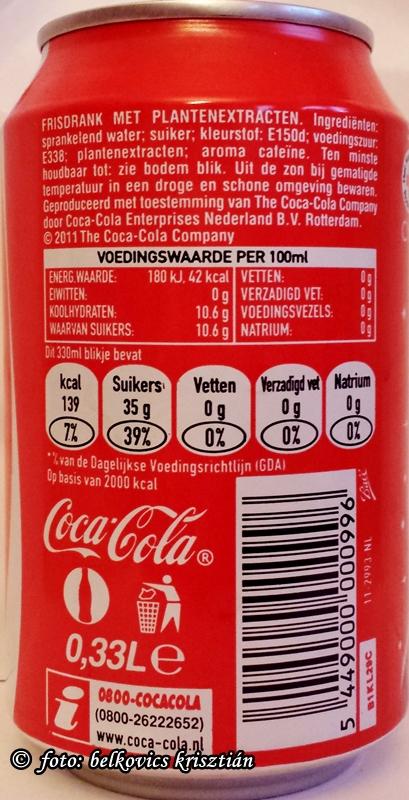 FRISDRANK MET PLANTENEXTRACTEN. Ingrediënten:
sprankelend water; suiker; kleurstof: E150d; voedingszuur:
E338; plantenextracten; aroma cafeïne. Ten minste
houdbaar tot: zie bodem blik. Uit de zon bij gematigde
temperatuur in een droge en schone omgeving bewaren.
Geproduceerd met toestemming van The Coca-Cola Company
door Coca-Cola Enterprises Nederland B.V. Rotterdam.
© 2011 The Coca-Cola Company
VOEDINGSWAARDE PER 100ml
ENERG.WAARDE: 180 kJ, 42 kcal VETTEN: 0 g
EIWITTEN: 0 g VERZADIGD VET: 0 g
KOOLHYDRATEN: 10.6 g VOEDINGSVEZELS: 0 g
WAARVAN SUIKERS: 10.6 g NATRIUM: 0 g
Dit 330ml blikje bevat
kcal Suikers Vetten Verzadigd vet Natrium
139 35 g 0 g 0 g 0 g
7% 39% 0% 0% 0%
*% van de Dagelijkse Voedingsrichtlijn (GDA)
Op basis van 2000 kcal
Coca-Cola®
0,33L e
i
0800-COCACOLA
(0800-26222652)
www.coca-cola.nl
5 449000 000996
Ball
11-2993 NL
B1KL29C
© foto: belkovics krisztián